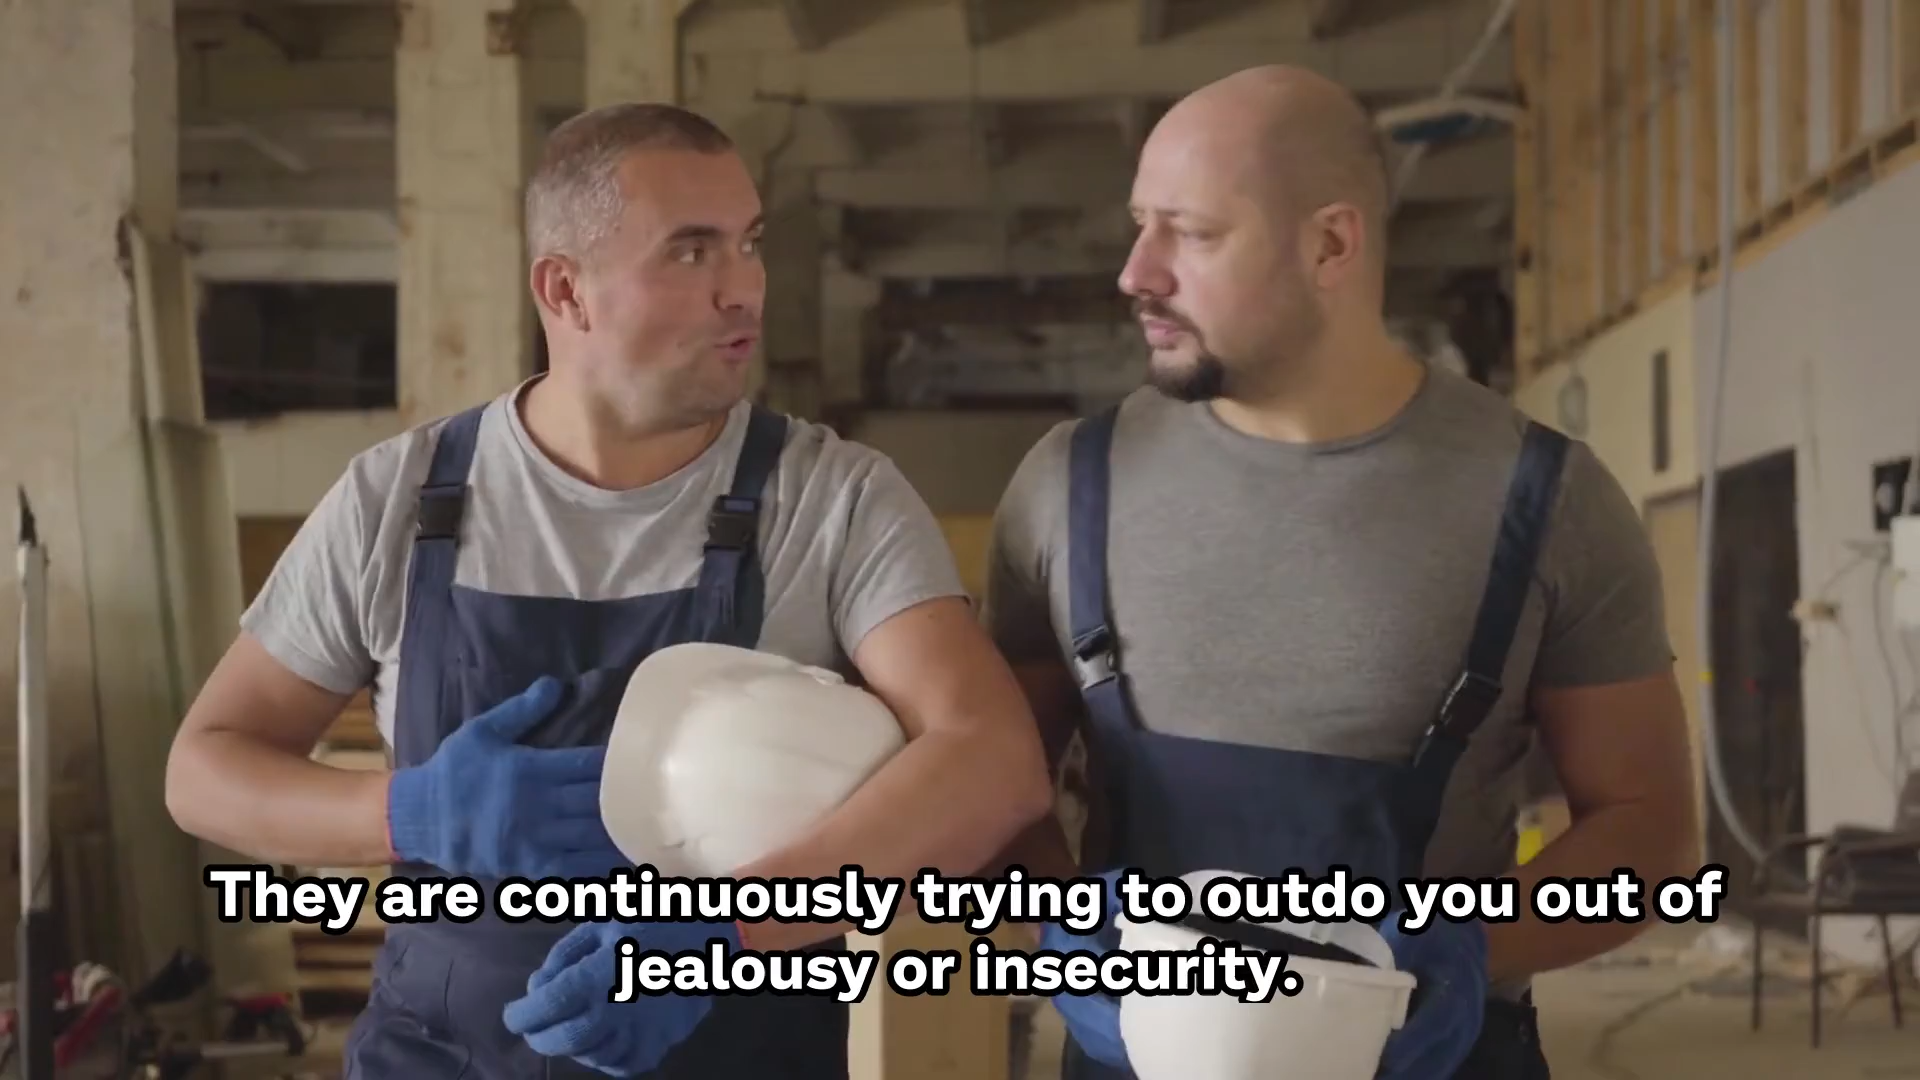 They are continuously trying to outdo you out of
jealousy or insecurity.